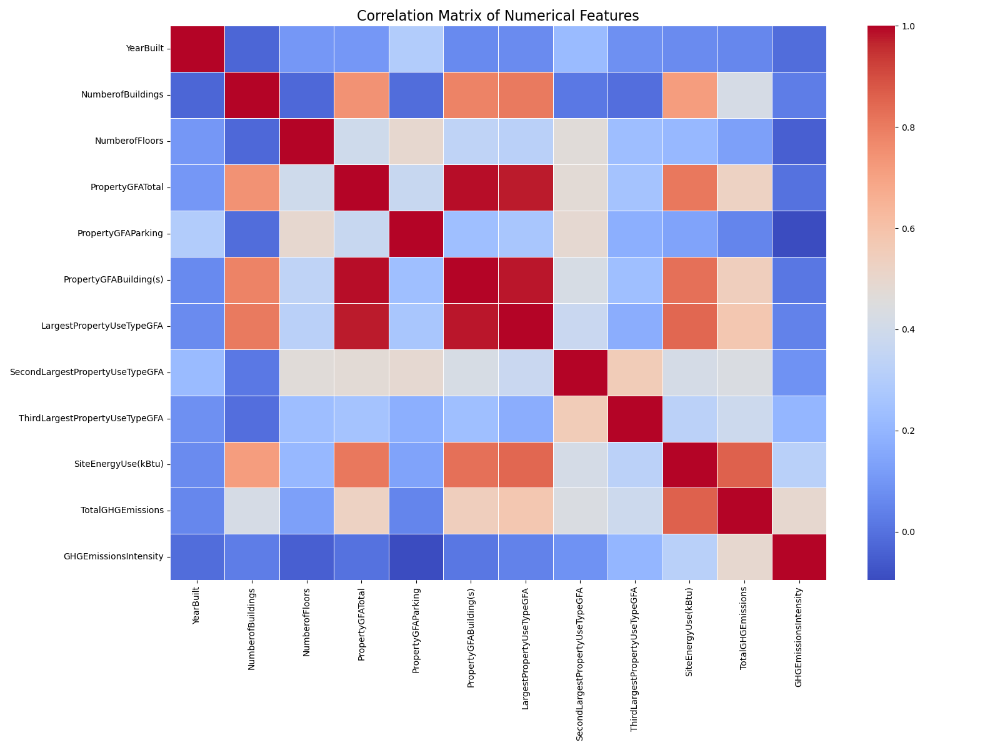 Correlation Matrix of Numerical Features
YearBuilt
NumberofBuildings
NumberofFloors
PropertyGFATotal
PropertyGFAParking
PropertyGFABuilding(s)
LargestPropertyUseTypeGFA
SecondLargestPropertyUseTypeGFA
ThirdLargestPropertyUseTypeGFA
SiteEnergyUse(kBtu)
TotalGHGEmissions
GHGEmissionsIntensity
YearBuilt
NumberofBuildings
NumberofFloors
PropertyGFATotal
PropertyGFAParking
PropertyGFABuilding(s)
LargestPropertyUseTypeGFA
SecondLargestPropertyUseTypeGFA
ThirdLargestPropertyUseTypeGFA
SiteEnergyUse(kBtu)
TotalGHGEmissions
GHGEmissionsIntensity
1.0
0.8
0.6
0.4
0.2
0.0